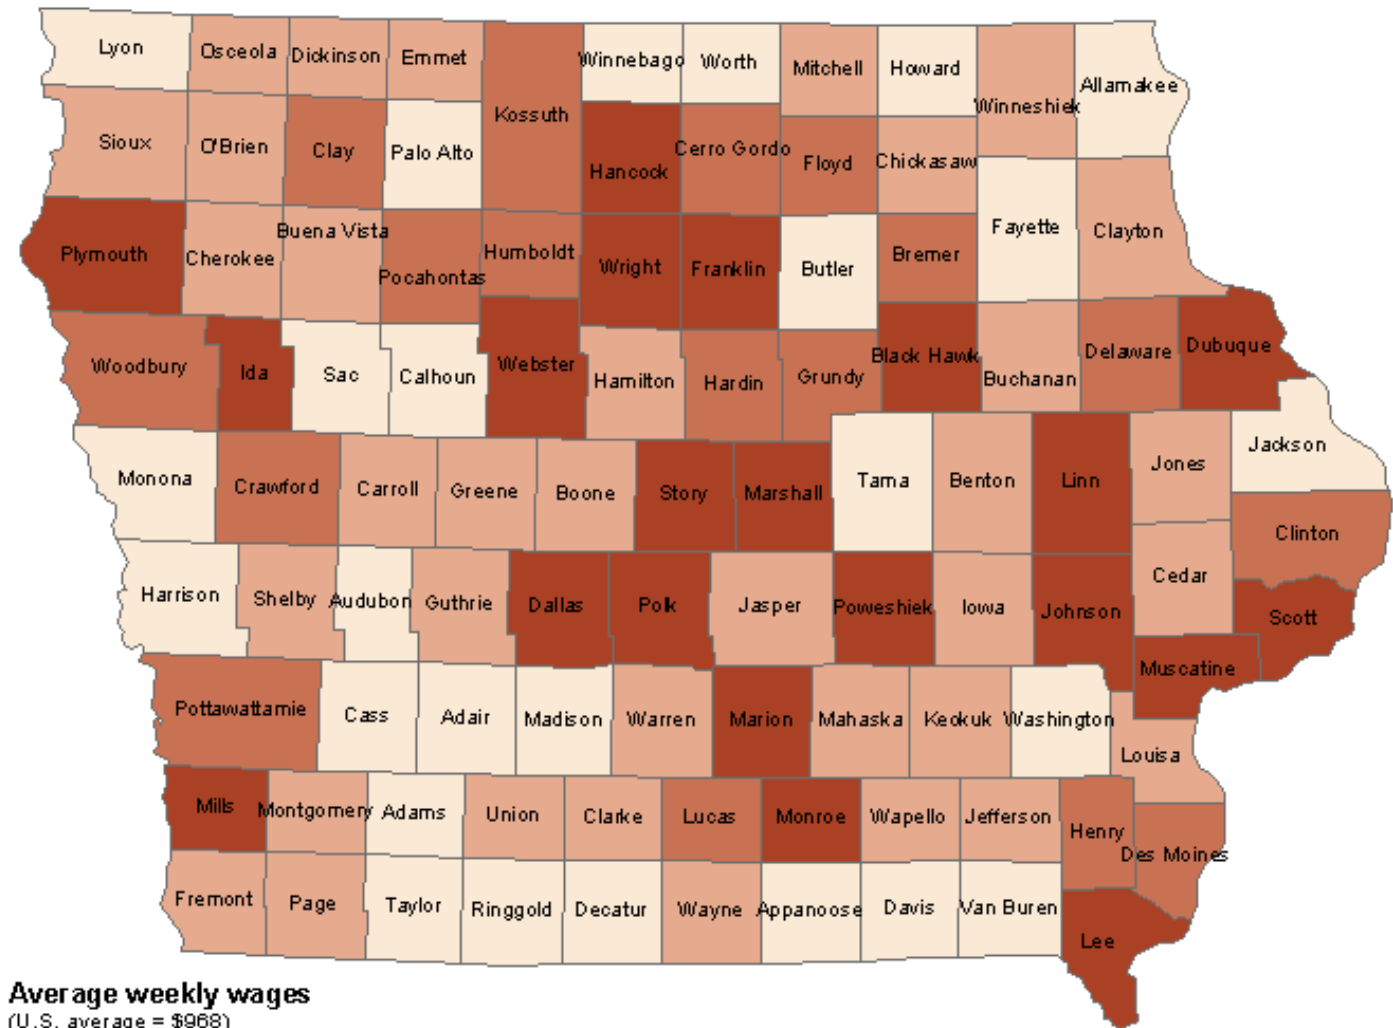 Lyon
Osceola
Dickinson
Emmet
Kossuth
Winnebago
Worth
Mitchell
Howard
Winneshiek
Allamakee
Sioux
O'Brien
Clay
Palo Alto
Hancock
Cerro Gordo
Floyd
Chickasaw
Fayette
Clayton
Plymouth
Cherokee
Buena Vista
Pocahontas
Humboldt
Wright
Franklin
Butler
Bremer
Woodbury
Ida
Sac
Calhoun
Webster
Hamilton
Hardin
Grundy
Black Hawk
Buchanan
Delaware
Dubuque
Monona
Crawford
Carroll
Greene
Boone
Story
Marshall
Tama
Benton
Linn
Jones
Jackson
Clinton
Harrison
Shelby
Audubon
Guthrie
Dallas
Polk
Jasper
Poweshiek
Iowa
Johnson
Cedar
Scott
Muscatine
Pottawattamie
Cass
Adair
Madison
Warren
Marion
Mahaska
Keokuk
Washington
Louisa
Mills
Montgomery
Adams
Union
Clarke
Lucas
Monroe
Wapello
Jefferson
Henry
Des Moines
Fremont
Page
Taylor
Ringgold
Decatur
Wayne
Appanoose
Davis
Van Buren
Lee
Average weekly wages
(U.S. average = $968)